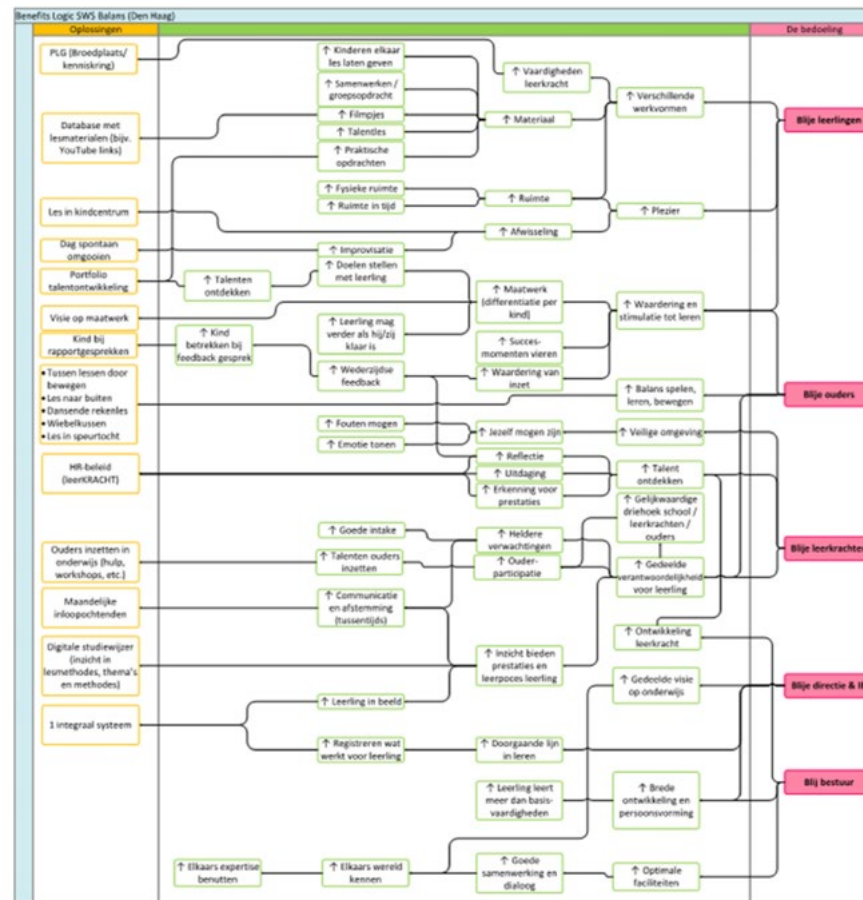 Benefits Logic SWS Balans (Den Haag)
Oplossingen
De bedoeling
PLG (Broedplaats/
kenniskring)
Database met
lesmaterialen (bijv.
YouTube links)
Les in kindcentrum
Dag spontaan
omgooien
Portfolio
talentontwikkeling
Visie op maatwerk
Kind bij
rapportgesprekken
• Tussen lessen door
bewegen
• Les naar buiten
• Dansende rekenles
• Wiebelkussen
• Les in speurtocht
HR-beleid
(leerKRACHT)
Ouders inzetten in
onderwijs (hulp,
workshops, etc.)
Maandelijke
inloopochtenden
Digitale studiewijzer
(inzicht in
lesmethodes, thema's
en methodes)
1 integraal systeem
↑ Talenten
ontdekken
↑ Kind
betrekken bij
feedback gesprek
↑ Elkaars expertise
benutten
↑ Kinderen elkaar
les laten geven
↑ Samenwerken /
groepsopdracht
↑ Filmpjes
↑ Talentles
↑ Praktische
opdrachten
↑ Fysieke ruimte
↑ Ruimte in tijd
↑ Improvisatie
↑ Doelen stellen
met leerling
↑ Leerling mag
verder als hij/zij
klaar is
↑ Wederzijdse
feedback
↑ Fouten mogen
↑ Emotie tonen
↑ Goede intake
↑ Talenten ouders
inzetten
↑ Communicatie
en afstemming
(tussentijds)
↑ Leerling in beeld
↑ Registreren wat
werkt voor leerling
↑ Elkaars wereld
kennen
↑ Vaardigheden
leerkracht
↑ Materiaal
↑ Ruimte
↑ Afwisseling
↑ Maatwerk
(differentiatie per
kind)
↑ Succes-
momenten vieren
↑ Waardering van
inzet
↑ Jezelf mogen zijn
↑ Reflectie
↑ Uitdaging
↑ Erkenning voor
prestaties
↑ Heldere
verwachtingen
↑ Ouder-
participatie
↑ Inzicht bieden
prestaties en
leerpoces leerling
↑ Doorgaande lijn
in leren
↑ Leerling leert
meer dan basis-
vaardigheden
↑ Goede
samenwerking en
dialoog
↑ Verschillende
werkvormen
↑ Plezier
↑ Waardering en
stimulatie tot leren
↑ Balans spelen,
leren, bewegen
↑ Veilige omgeving
↑ Talent
ontdekken
↑ Gelijkwaardige
driehoek school /
leerkrachten /
ouders
↑ Gedeelde
verantwoordelijkheid
voor leerling
↑ Ontwikkeling
leerkracht
↑ Gedeelde visie
op onderwijs
↑ Brede
ontwikkeling en
persoonsvorming
↑ Optimale
faciliteiten
Blije leerlingen
Blije ouders
Blije leerkrachten
Blije directie &
Blij bestuur